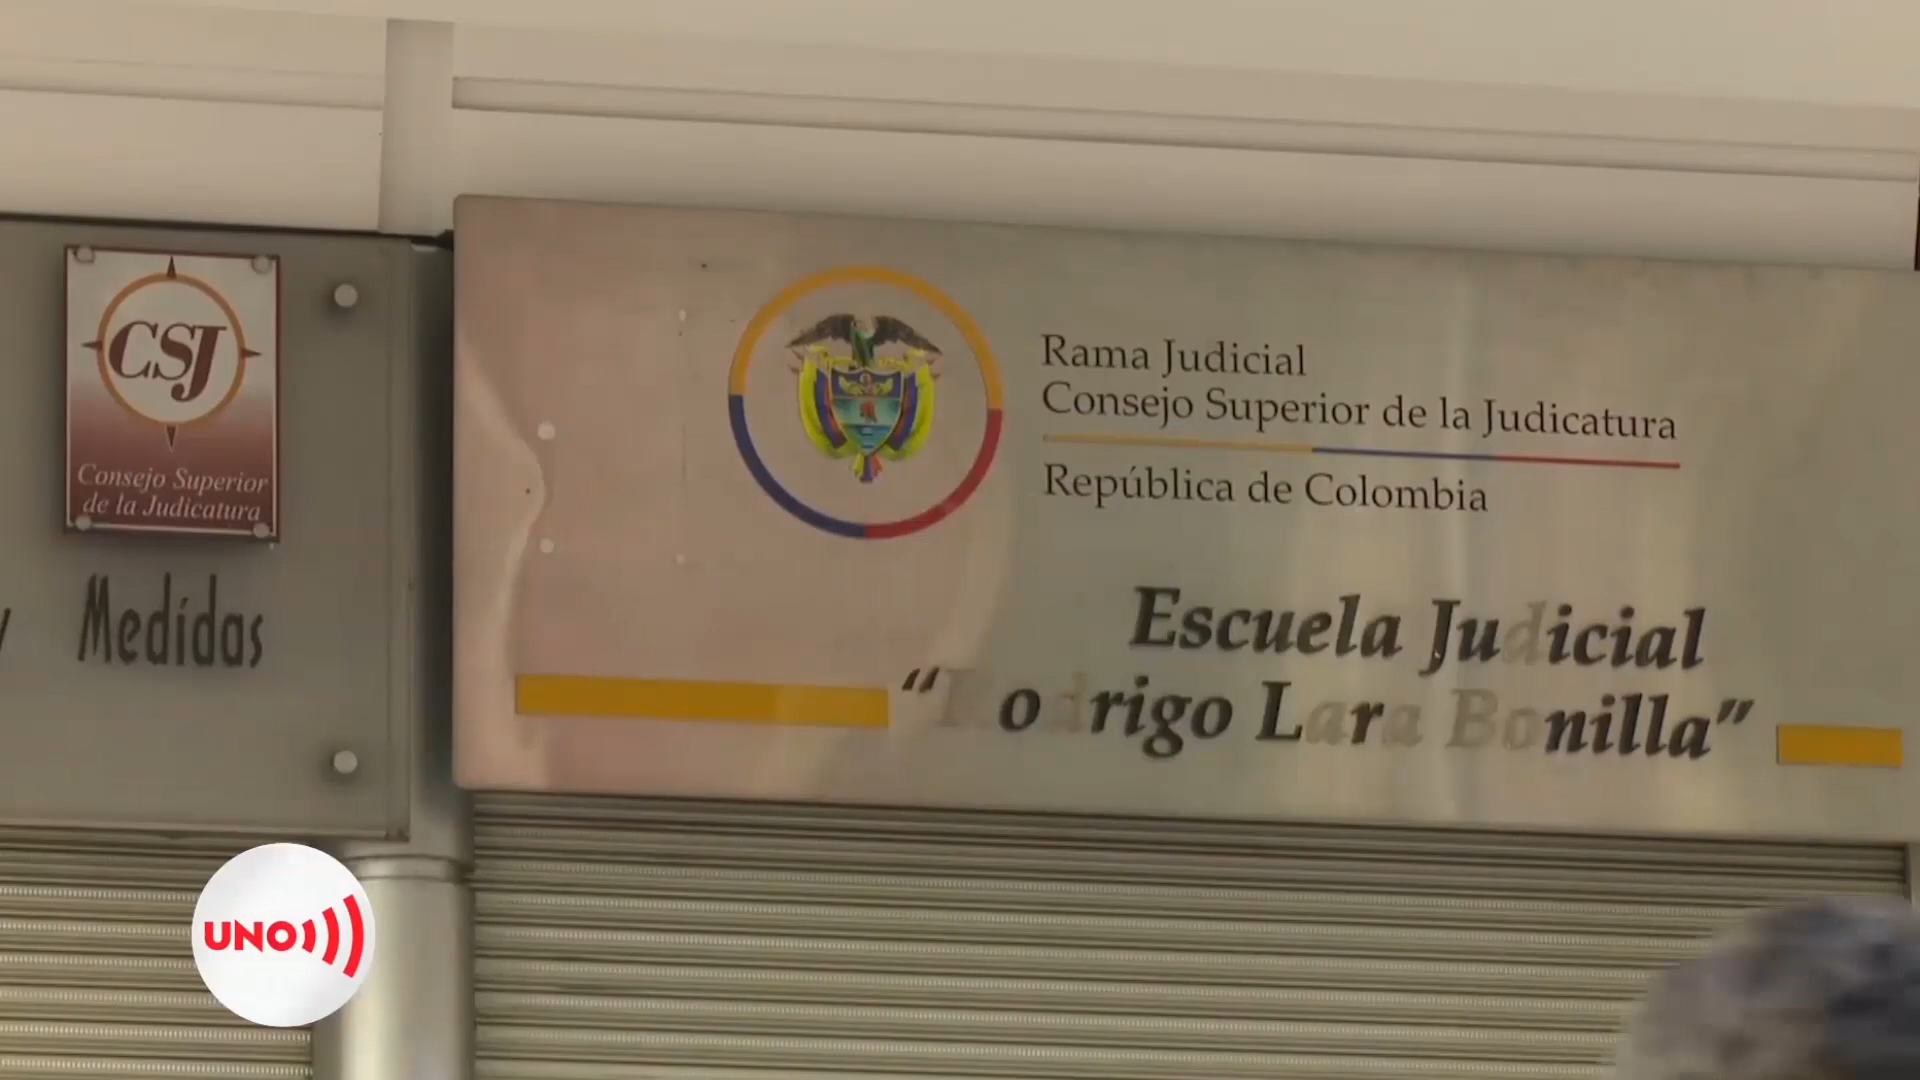 CSJ
Consejo Superior
de la Judicatura
y Medidas
Rama Judicial
Consejo Superior de la Judicatura
República de Colombia
Escuela Judicial
“Rodrigo Lara Bonilla”
UNO